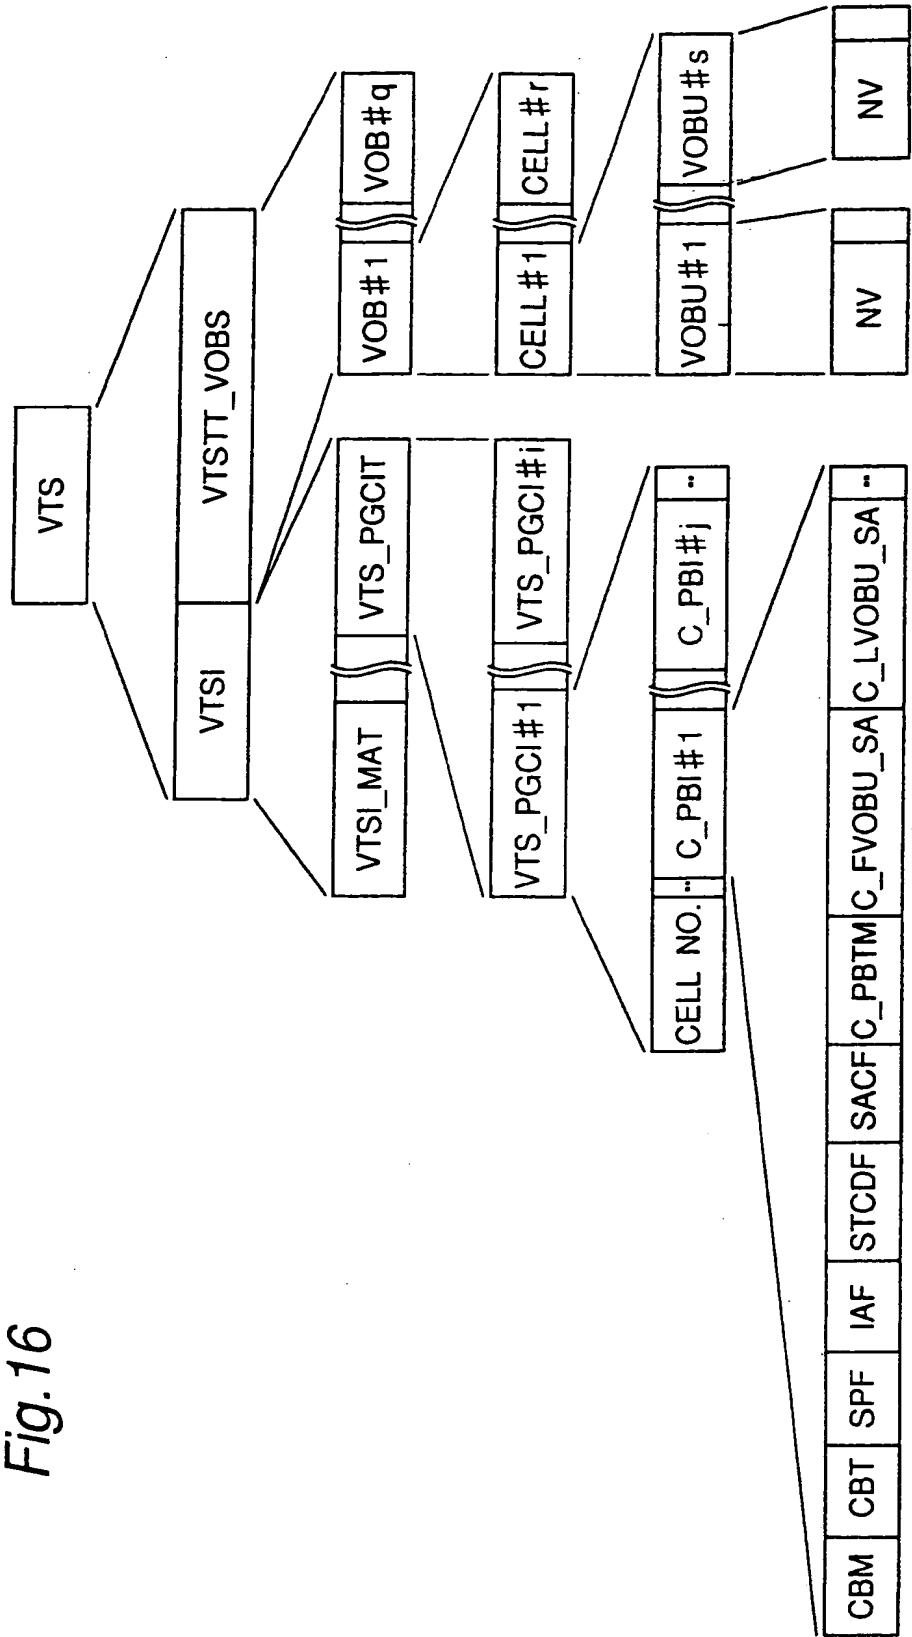 Fig.16
VTS
VTSI VTSTT_VOBS
VTSI_MAT VTS_PGCIT VOB#1 VOB#q
VTS_PGCI#1 VTS_PGCI#i CELL#1 CELL#r
CELL NO. .. C_PBI#1 C_PBI#j .. VOBU#1 VOBU#s
CBM CBT SPF IAF STCDF SACF C_PBTM C_FVOBU_SA C_LVOBU_SA .. NV NV